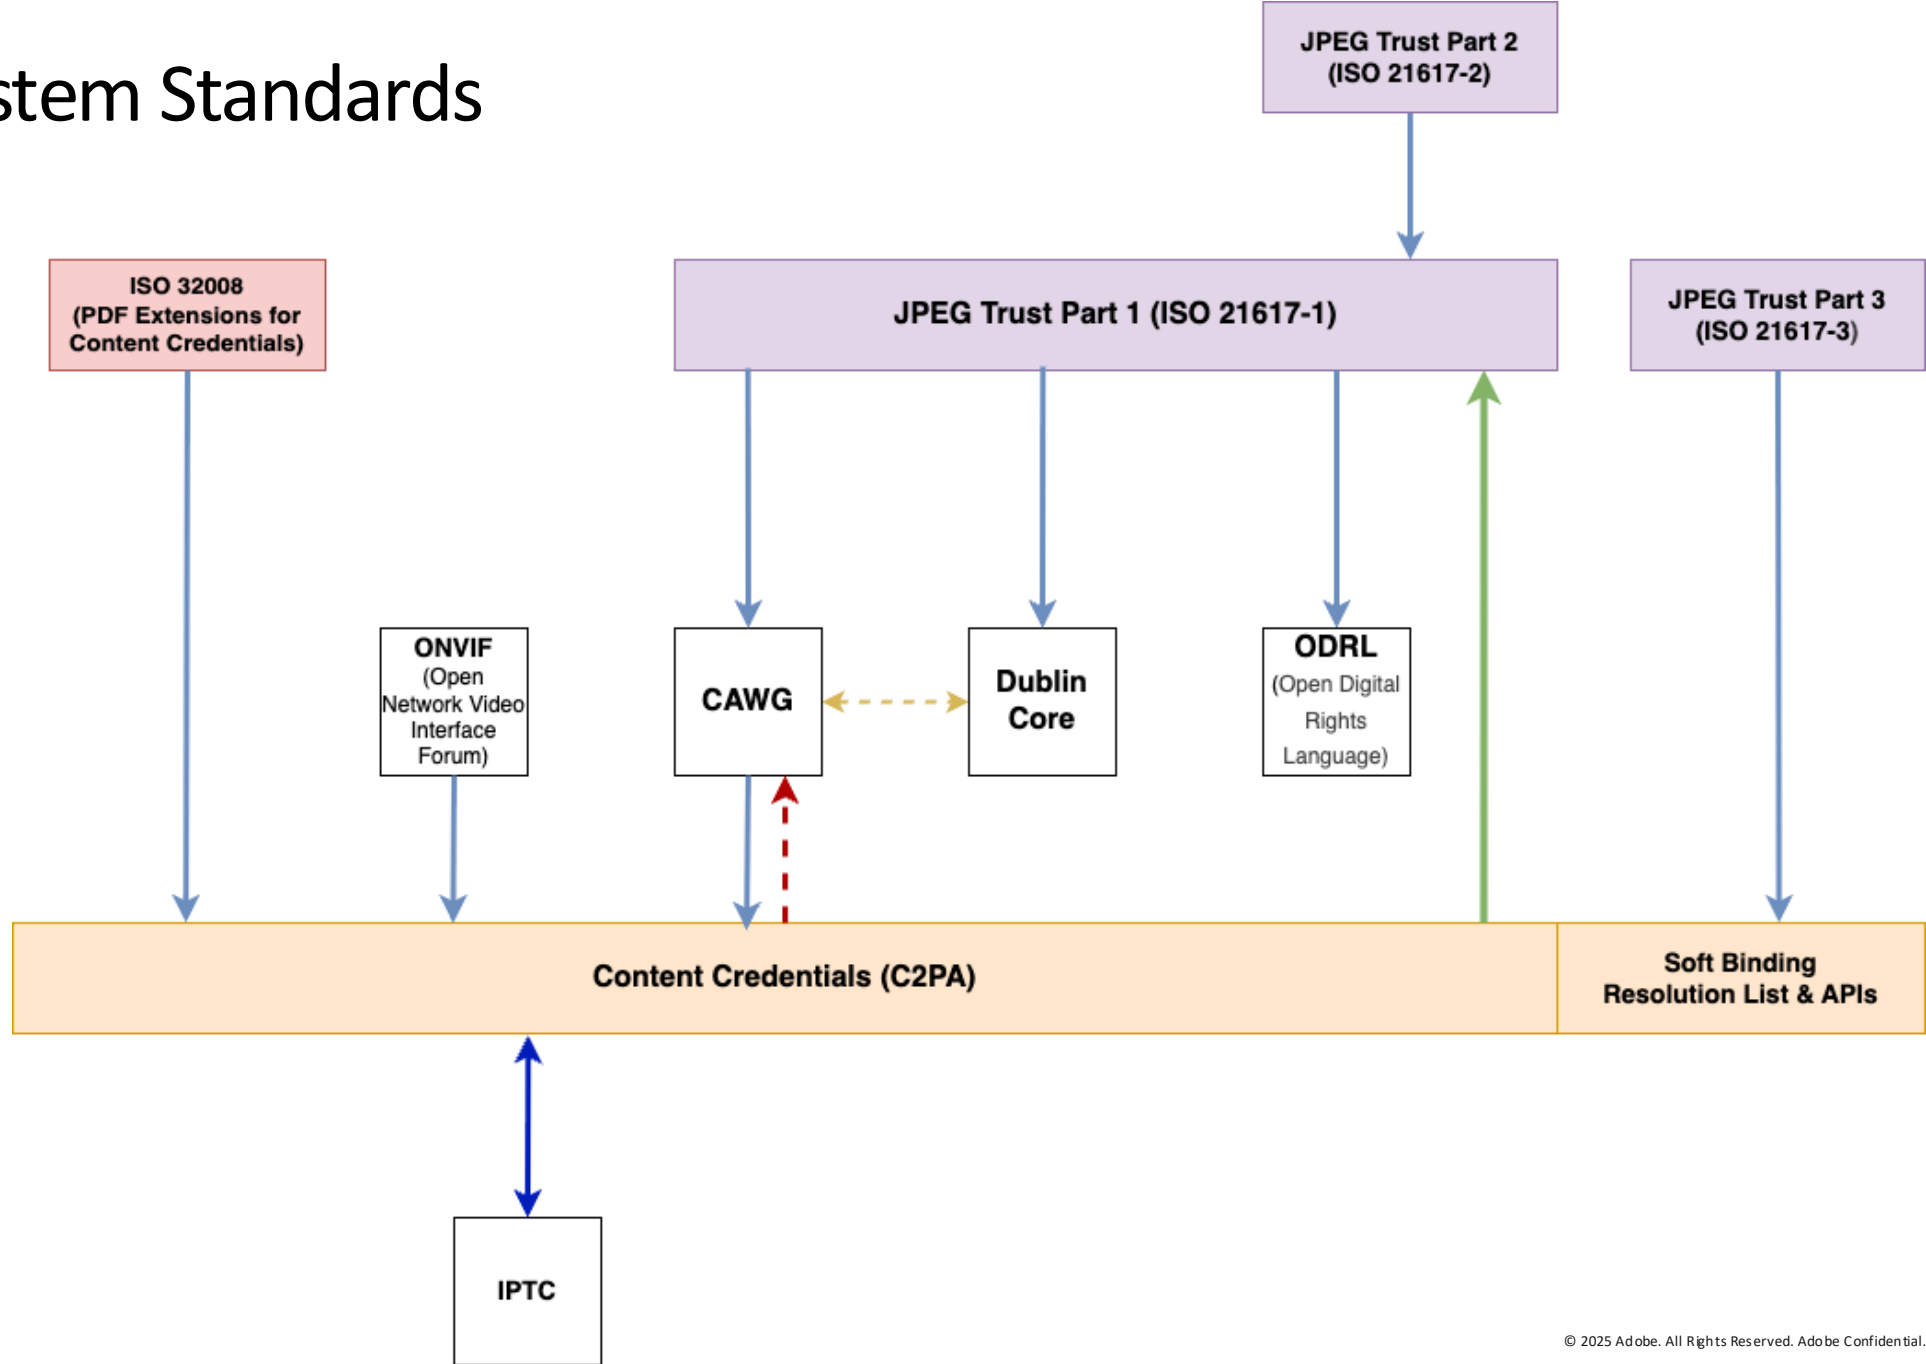 stem Standards
JPEG Trust Part 2
(ISO 21617-2)
ISO 32008
(PDF Extensions for
Content Credentials)
JPEG Trust Part 1 (ISO 21617-1)
JPEG Trust Part 3
(ISO 21617-3)
ONVIF
(Open
Network Video
Interface
Forum)
CAWG
Dublin
Core
ODRL
(Open Digital
Rights
Language)
Content Credentials (C2PA)
Soft Binding
Resolution List & APIs
IPTC
© 2025 Adobe. All Rights Reserved. Adobe Confidential.